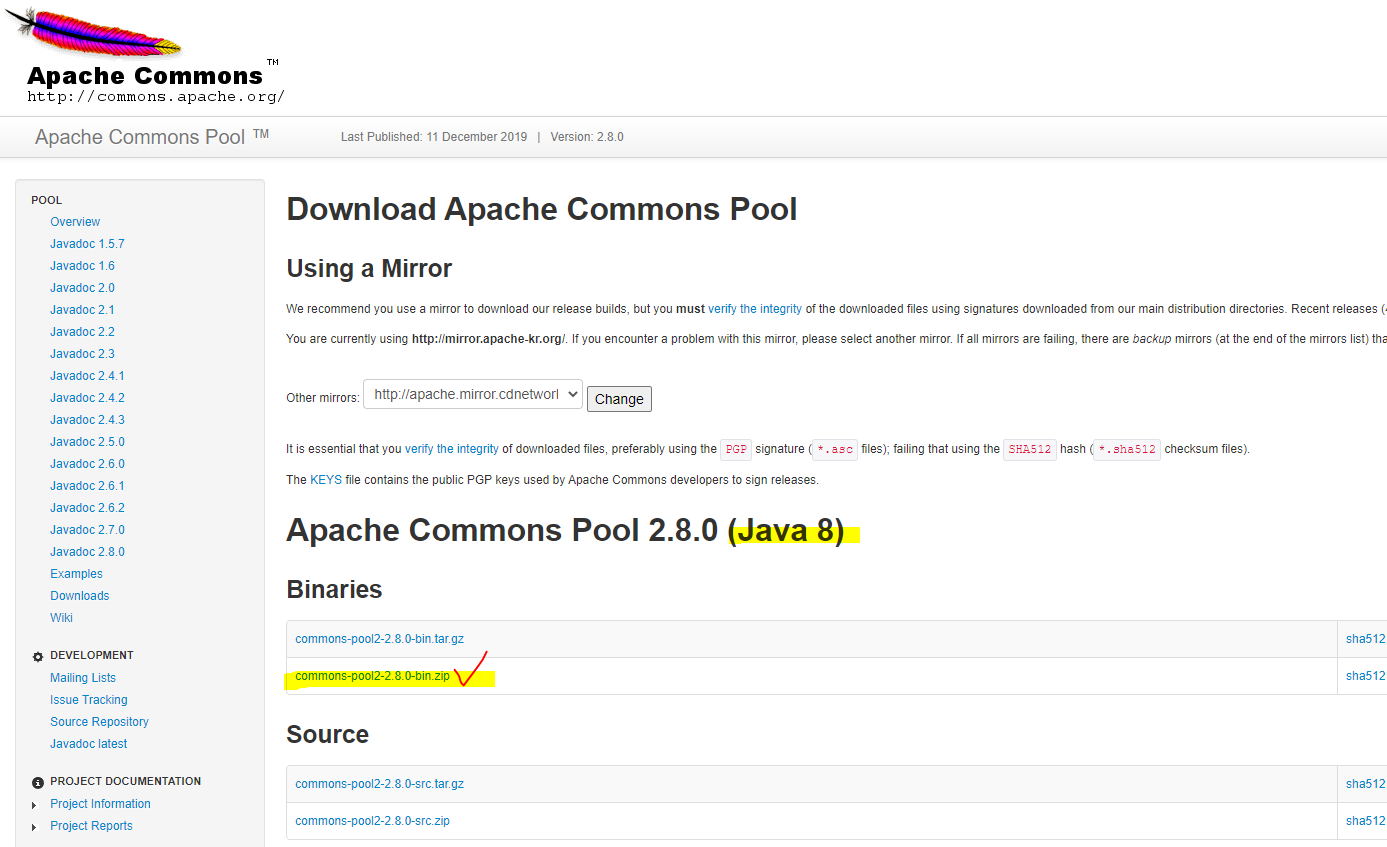 Apache Commons™
http://commons.apache.org/
Apache Commons Pool ™
Last Published: 11 December 2019 | Version: 2.8.0
POOL
Overview
Javadoc 1.5.7
Javadoc 1.6
Javadoc 2.0
Javadoc 2.1
Javadoc 2.2
Javadoc 2.3
Javadoc 2.4.1
Javadoc 2.4.2
Javadoc 2.4.3
Javadoc 2.5.0
Javadoc 2.6.0
Javadoc 2.6.1
Javadoc 2.6.2
Javadoc 2.7.0
Javadoc 2.8.0
Examples
Downloads
Wiki
DEVELOPMENT
Mailing Lists
Issue Tracking
Source Repository
Javadoc latest
PROJECT DOCUMENTATION
Project Information
Project Reports
Download Apache Commons Pool
Using a Mirror
We recommend you use a mirror to download our release builds, but you must verify the integrity of the downloaded files using signatures downloaded from our main distribution directories. Recent releases (
You are currently using http://mirror.apache-kr.org/. If you encounter a problem with this mirror, please select another mirror. If all mirrors are failing, there are backup mirrors (at the end of the mirrors list) tha
Other mirrors: http://apache.mirror.cdnetworl Change
It is essential that you verify the integrity of downloaded files, preferably using the PGP signature (*.asc files); failing that using the SHA512 hash (*.sha512 checksum files).
The KEYS file contains the public PGP keys used by Apache Commons developers to sign releases.
Apache Commons Pool 2.8.0 (Java 8)
Binaries
commons-pool2-2.8.0-bin.tar.gz sha512
commons-pool2-2.8.0-bin.zip sha512
Source
commons-pool2-2.8.0-src.tar.gz sha512
commons-pool2-2.8.0-src.zip sha512